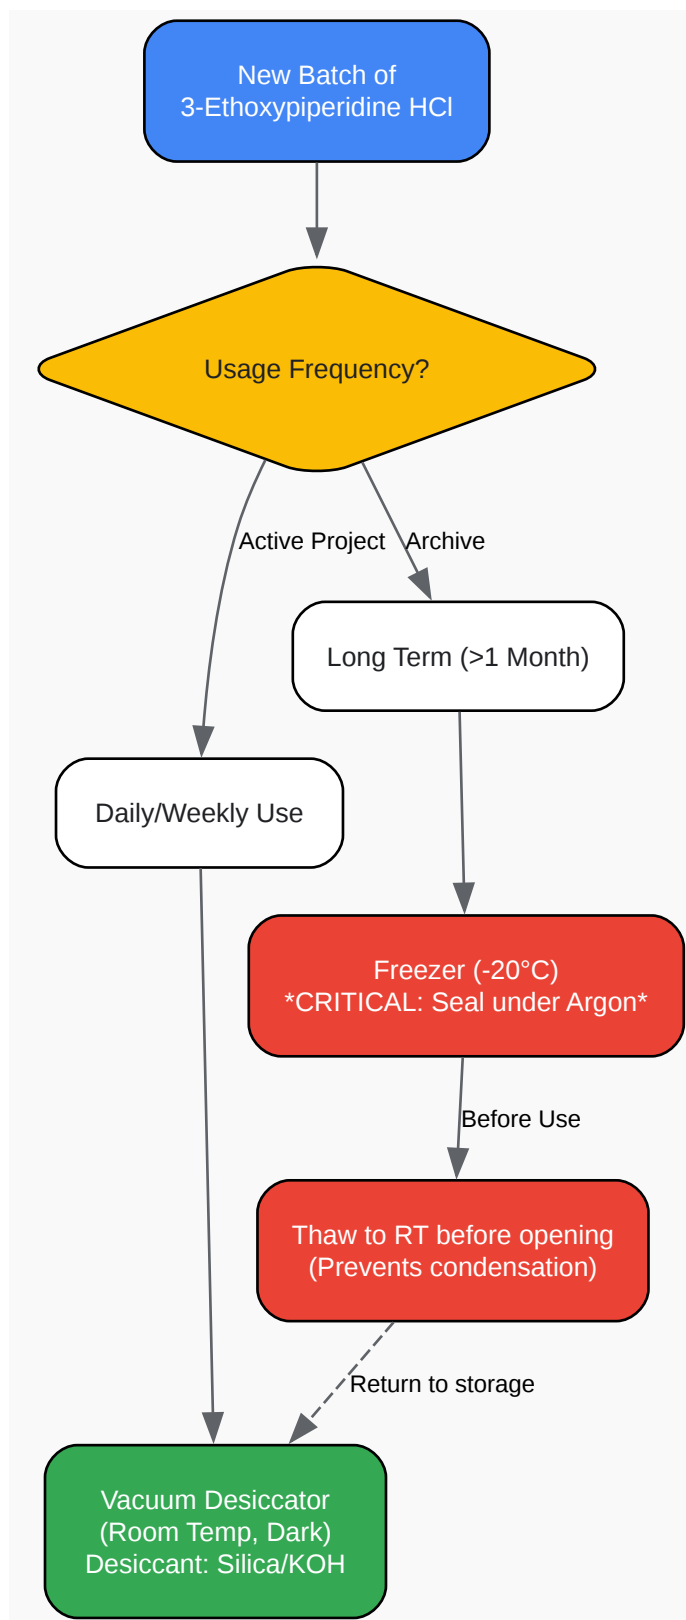 New Batch of
3-Ethoxypiperidine HCl
Usage Frequency?
Active Project
Archive
Long Term (>1 Month)
Daily/Weekly Use
Freezer (-20°C)
*CRITICAL: Seal under Argon*
Before Use
Thaw to RT before opening
(Prevents condensation)
Return to storage
Vacuum Desiccator
(Room Temp, Dark)
Desiccant: Silica/KOH